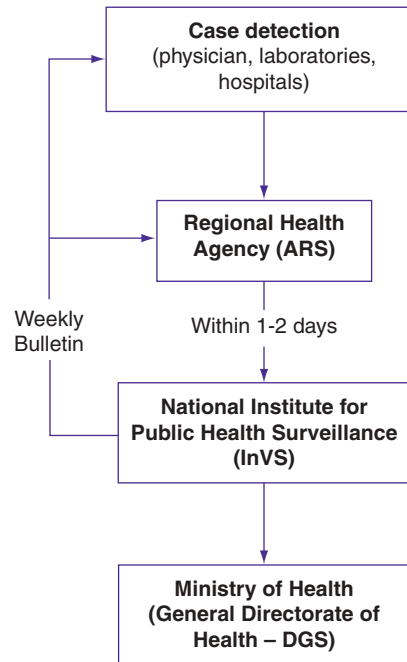 Case detection
(physician, laboratories,
hospitals)
Regional Health
Agency (ARS)
Weekly
Bulletin
Within 1-2 days
National Institute for
Public Health Surveillance
(InVS)
Ministry of Health
(General Directorate of
Health – DGS)